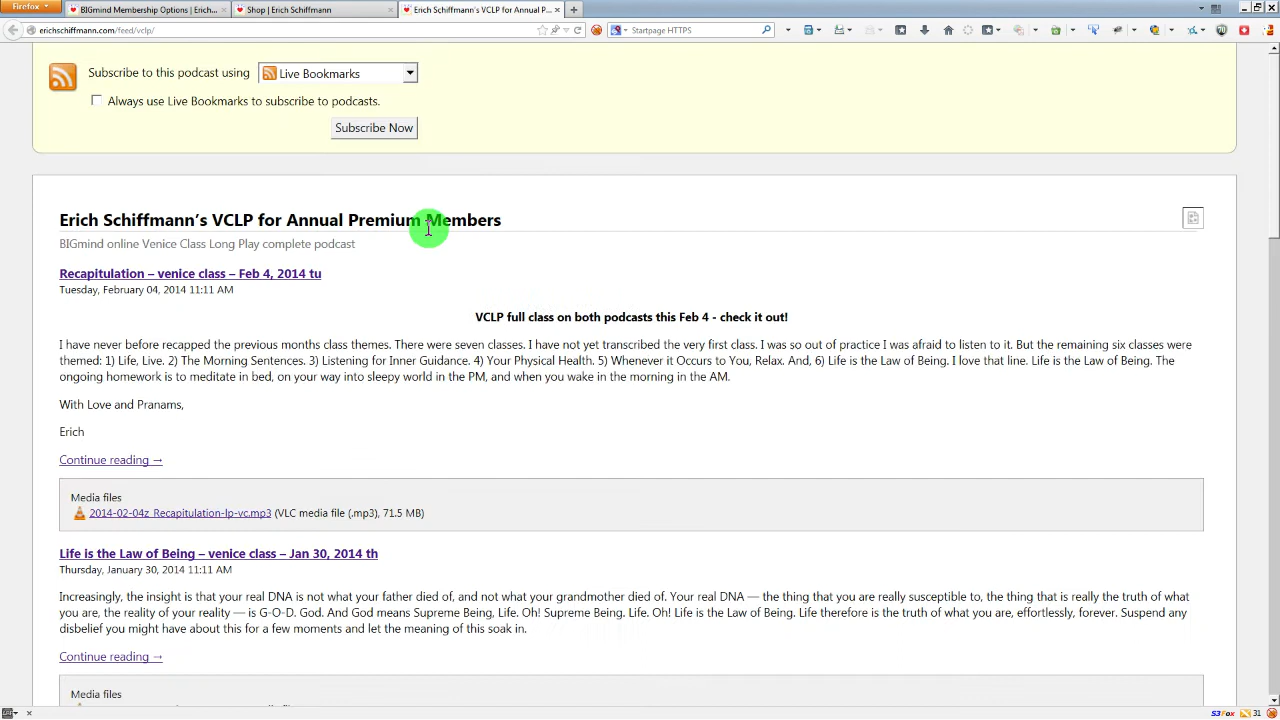 Firefox
BIGmind Membership Options | Erich...
Shop | Erich Schiffmann
Erich Schiffmann's VCLP for Annual P...
erichschiffmann.com/feed/vclp/
Startpage HTTPS
Subscribe to this podcast using
Live Bookmarks
Always use Live Bookmarks to subscribe to podcasts.
Subscribe Now
Erich Schiffmann's VCLP for Annual Premium Members
BIGmind online Venice Class Long Play complete podcast
Recapitulation – venice class – Feb 4, 2014 tu
Tuesday, February 04, 2014 11:11 AM
VCLP full class on both podcasts this Feb 4 - check it out!
I have never before recapped the previous months class themes. There were seven classes. I have not yet transcribed the very first class. I was so out of practice I was afraid to listen to it. But the remaining six classes were
themed: 1) Life, Live. 2) The Morning Sentences. 3) Listening for Inner Guidance. 4) Your Physical Health. 5) Whenever it Occurs to You, Relax. And, 6) Life is the Law of Being. I love that line. Life is the Law of Being. The
ongoing homework is to meditate in bed, on your way into sleepy world in the PM, and when you wake in the morning in the AM.
With Love and Pranams,
Erich
Continue reading →
Media files
2014-02-04z_Recapitulation-lp-vc.mp3 (VLC media file (.mp3), 71.5 MB)
Life is the Law of Being – venice class – Jan 30, 2014 th
Thursday, January 30, 2014 11:11 AM
Increasingly, the insight is that your real DNA is not what your father died of, and not what your grandmother died of. Your real DNA — the thing that you are really susceptible to, the thing that is really the truth of what
you are, the reality of your reality — is G-O-D. God. And God means Supreme Being, Life. Oh! Supreme Being. Life. Oh! Life is the Law of Being. Life therefore is the truth of what you are, effortlessly, forever. Suspend any
disbelief you might have about this for a few moments and let the meaning of this soak in.
Continue reading →
Media files
S3Fox
31